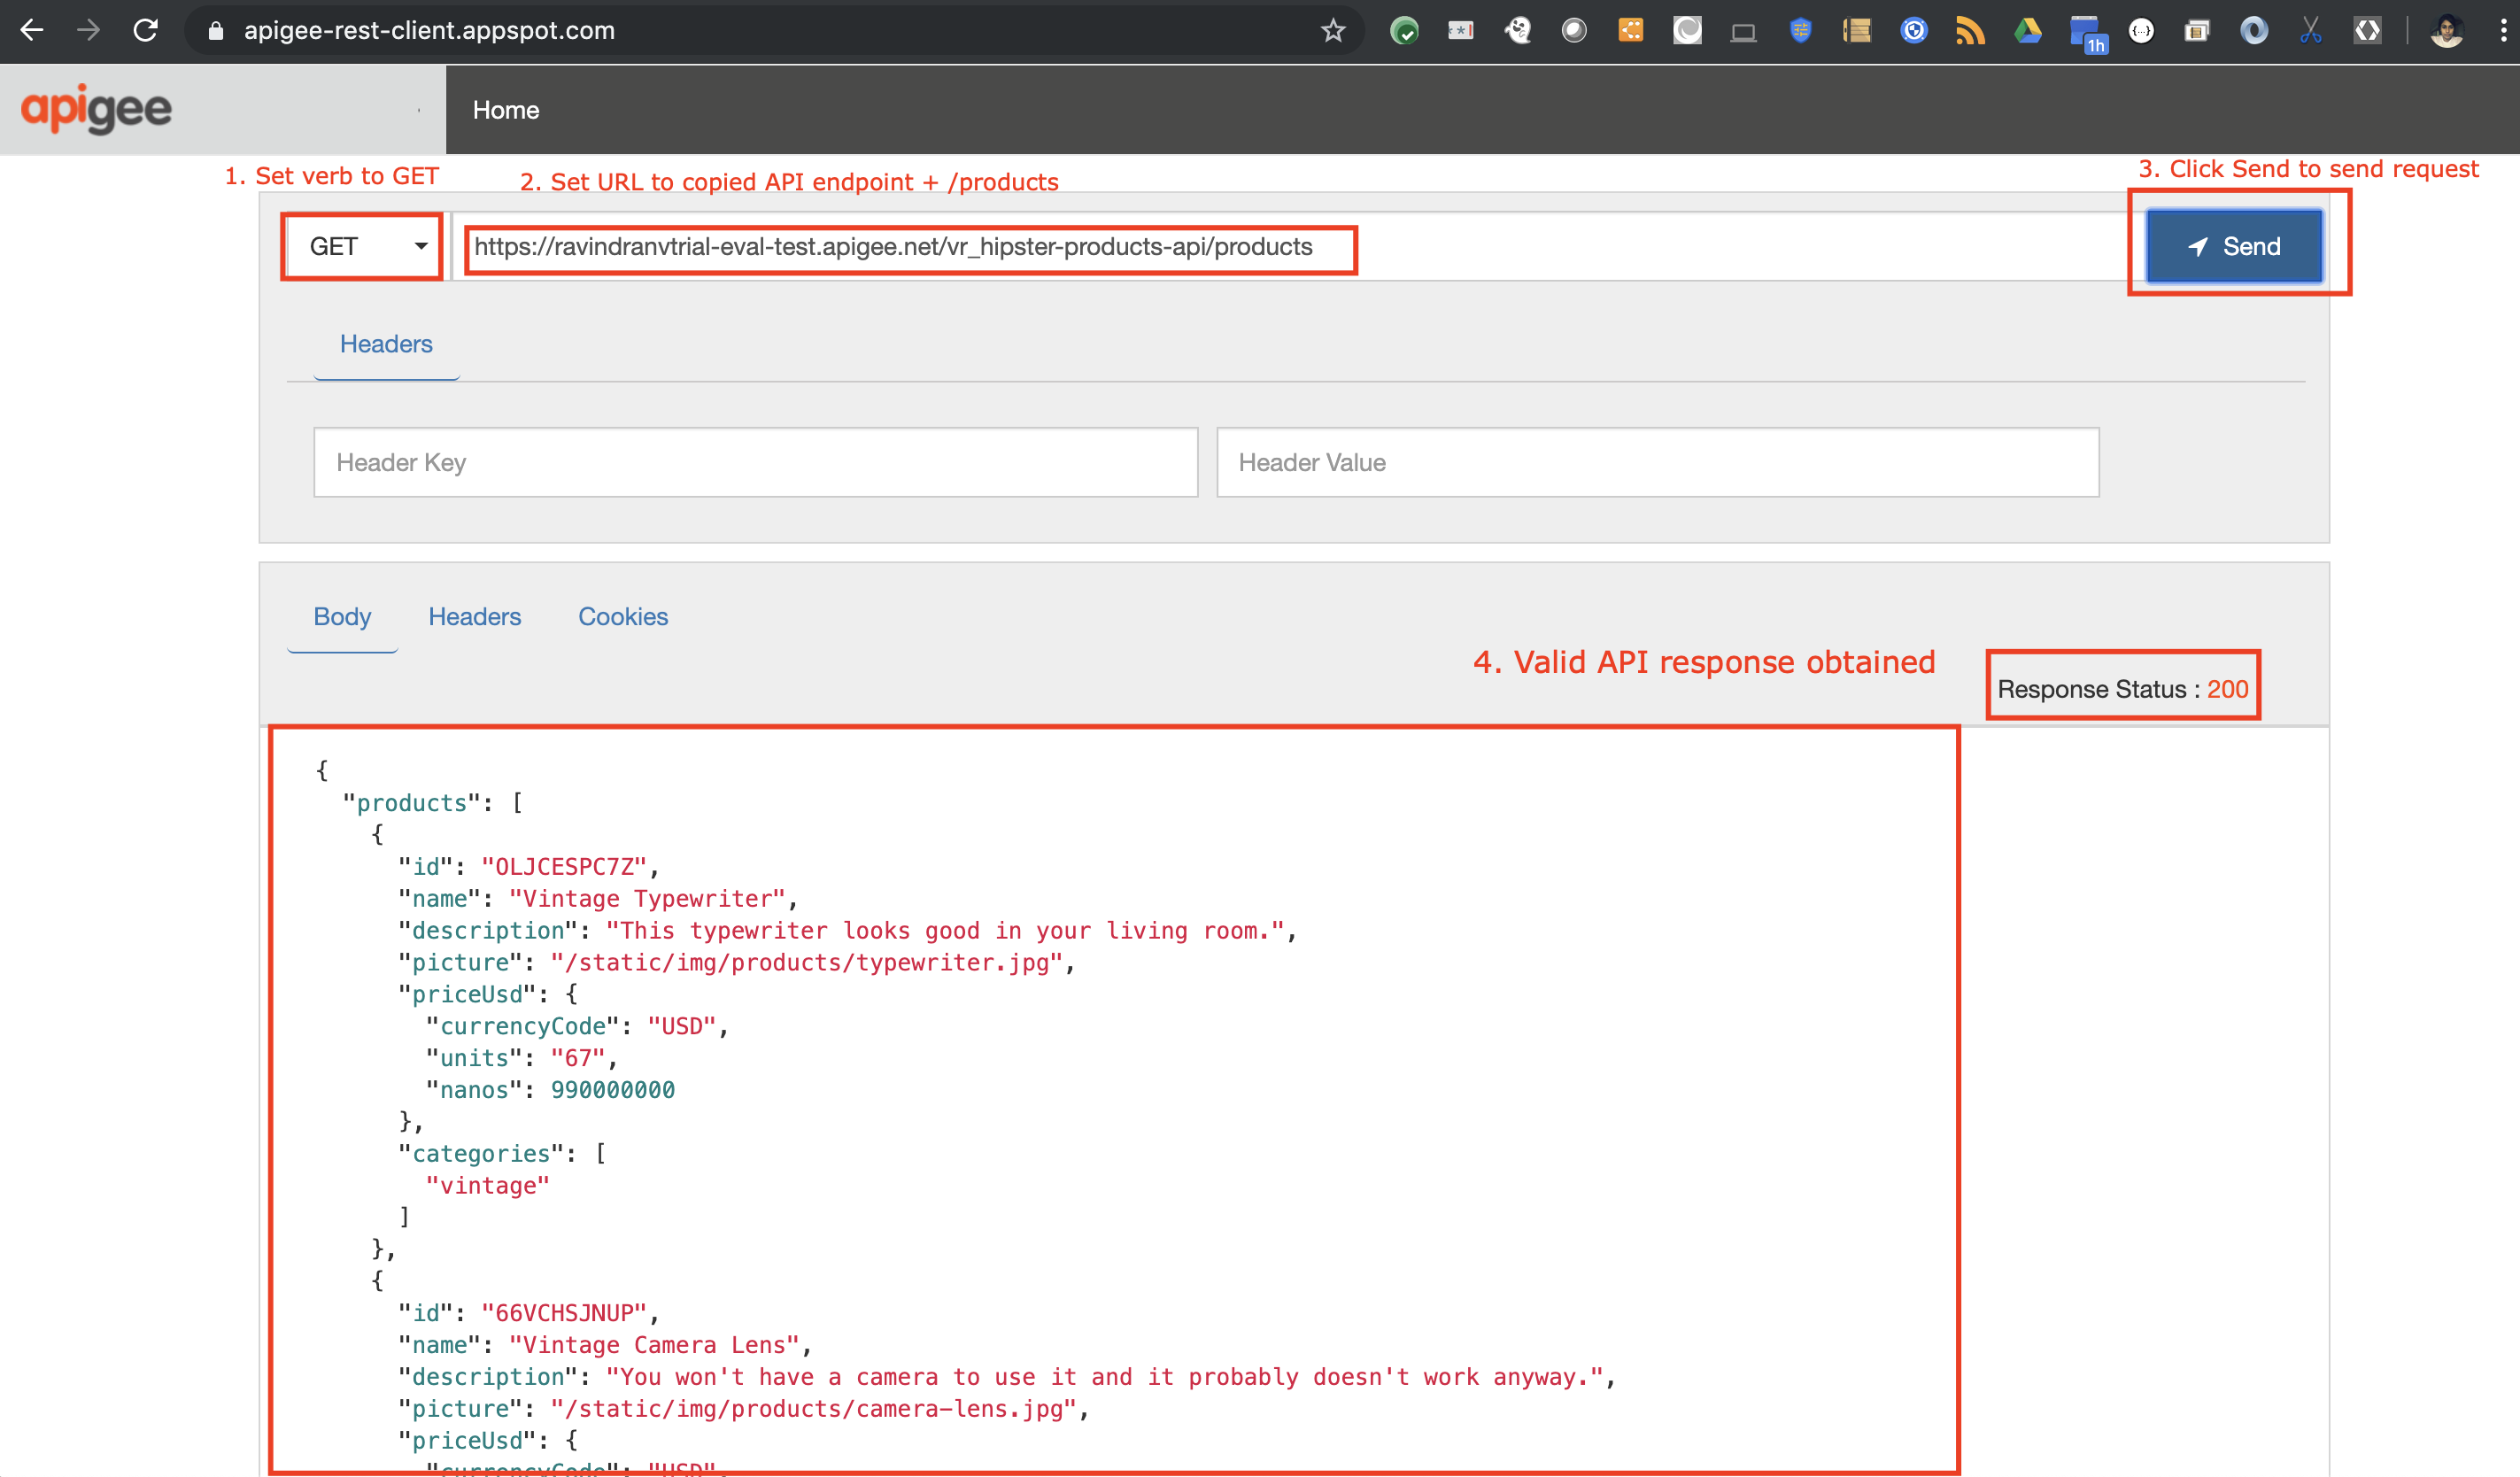 apigee-rest-client.appspot.com
1h
apigee
Home
1. Set verb to GET
2. Set URL to copied API endpoint + /products
3. Click Send to send request
GET
https://ravindranvtrial-eval-test.apigee.net/vr_hipster-products-api/products
Send
Headers
Header Key
Header Value
Body
Headers
Cookies
4. Valid API response obtained
Response Status : 200
{
"products": [
{
"id": "OLJCESPC7Z",
"name": "Vintage Typewriter",
"description": "This typewriter looks good in your living room.",
"picture": "/static/img/products/typewriter.jpg",
"priceUsd": {
"currencyCode": "USD",
"units": "67",
"nanos": 990000000
},
"categories": [
"vintage"
]
},
{
"id": "66VCHSJNUP",
"name": "Vintage Camera Lens",
"description": "You won't have a camera to use it and it probably doesn't work anyway.",
"picture": "/static/img/products/camera-lens.jpg",
"priceUsd": {
"currencyCode": "USD",